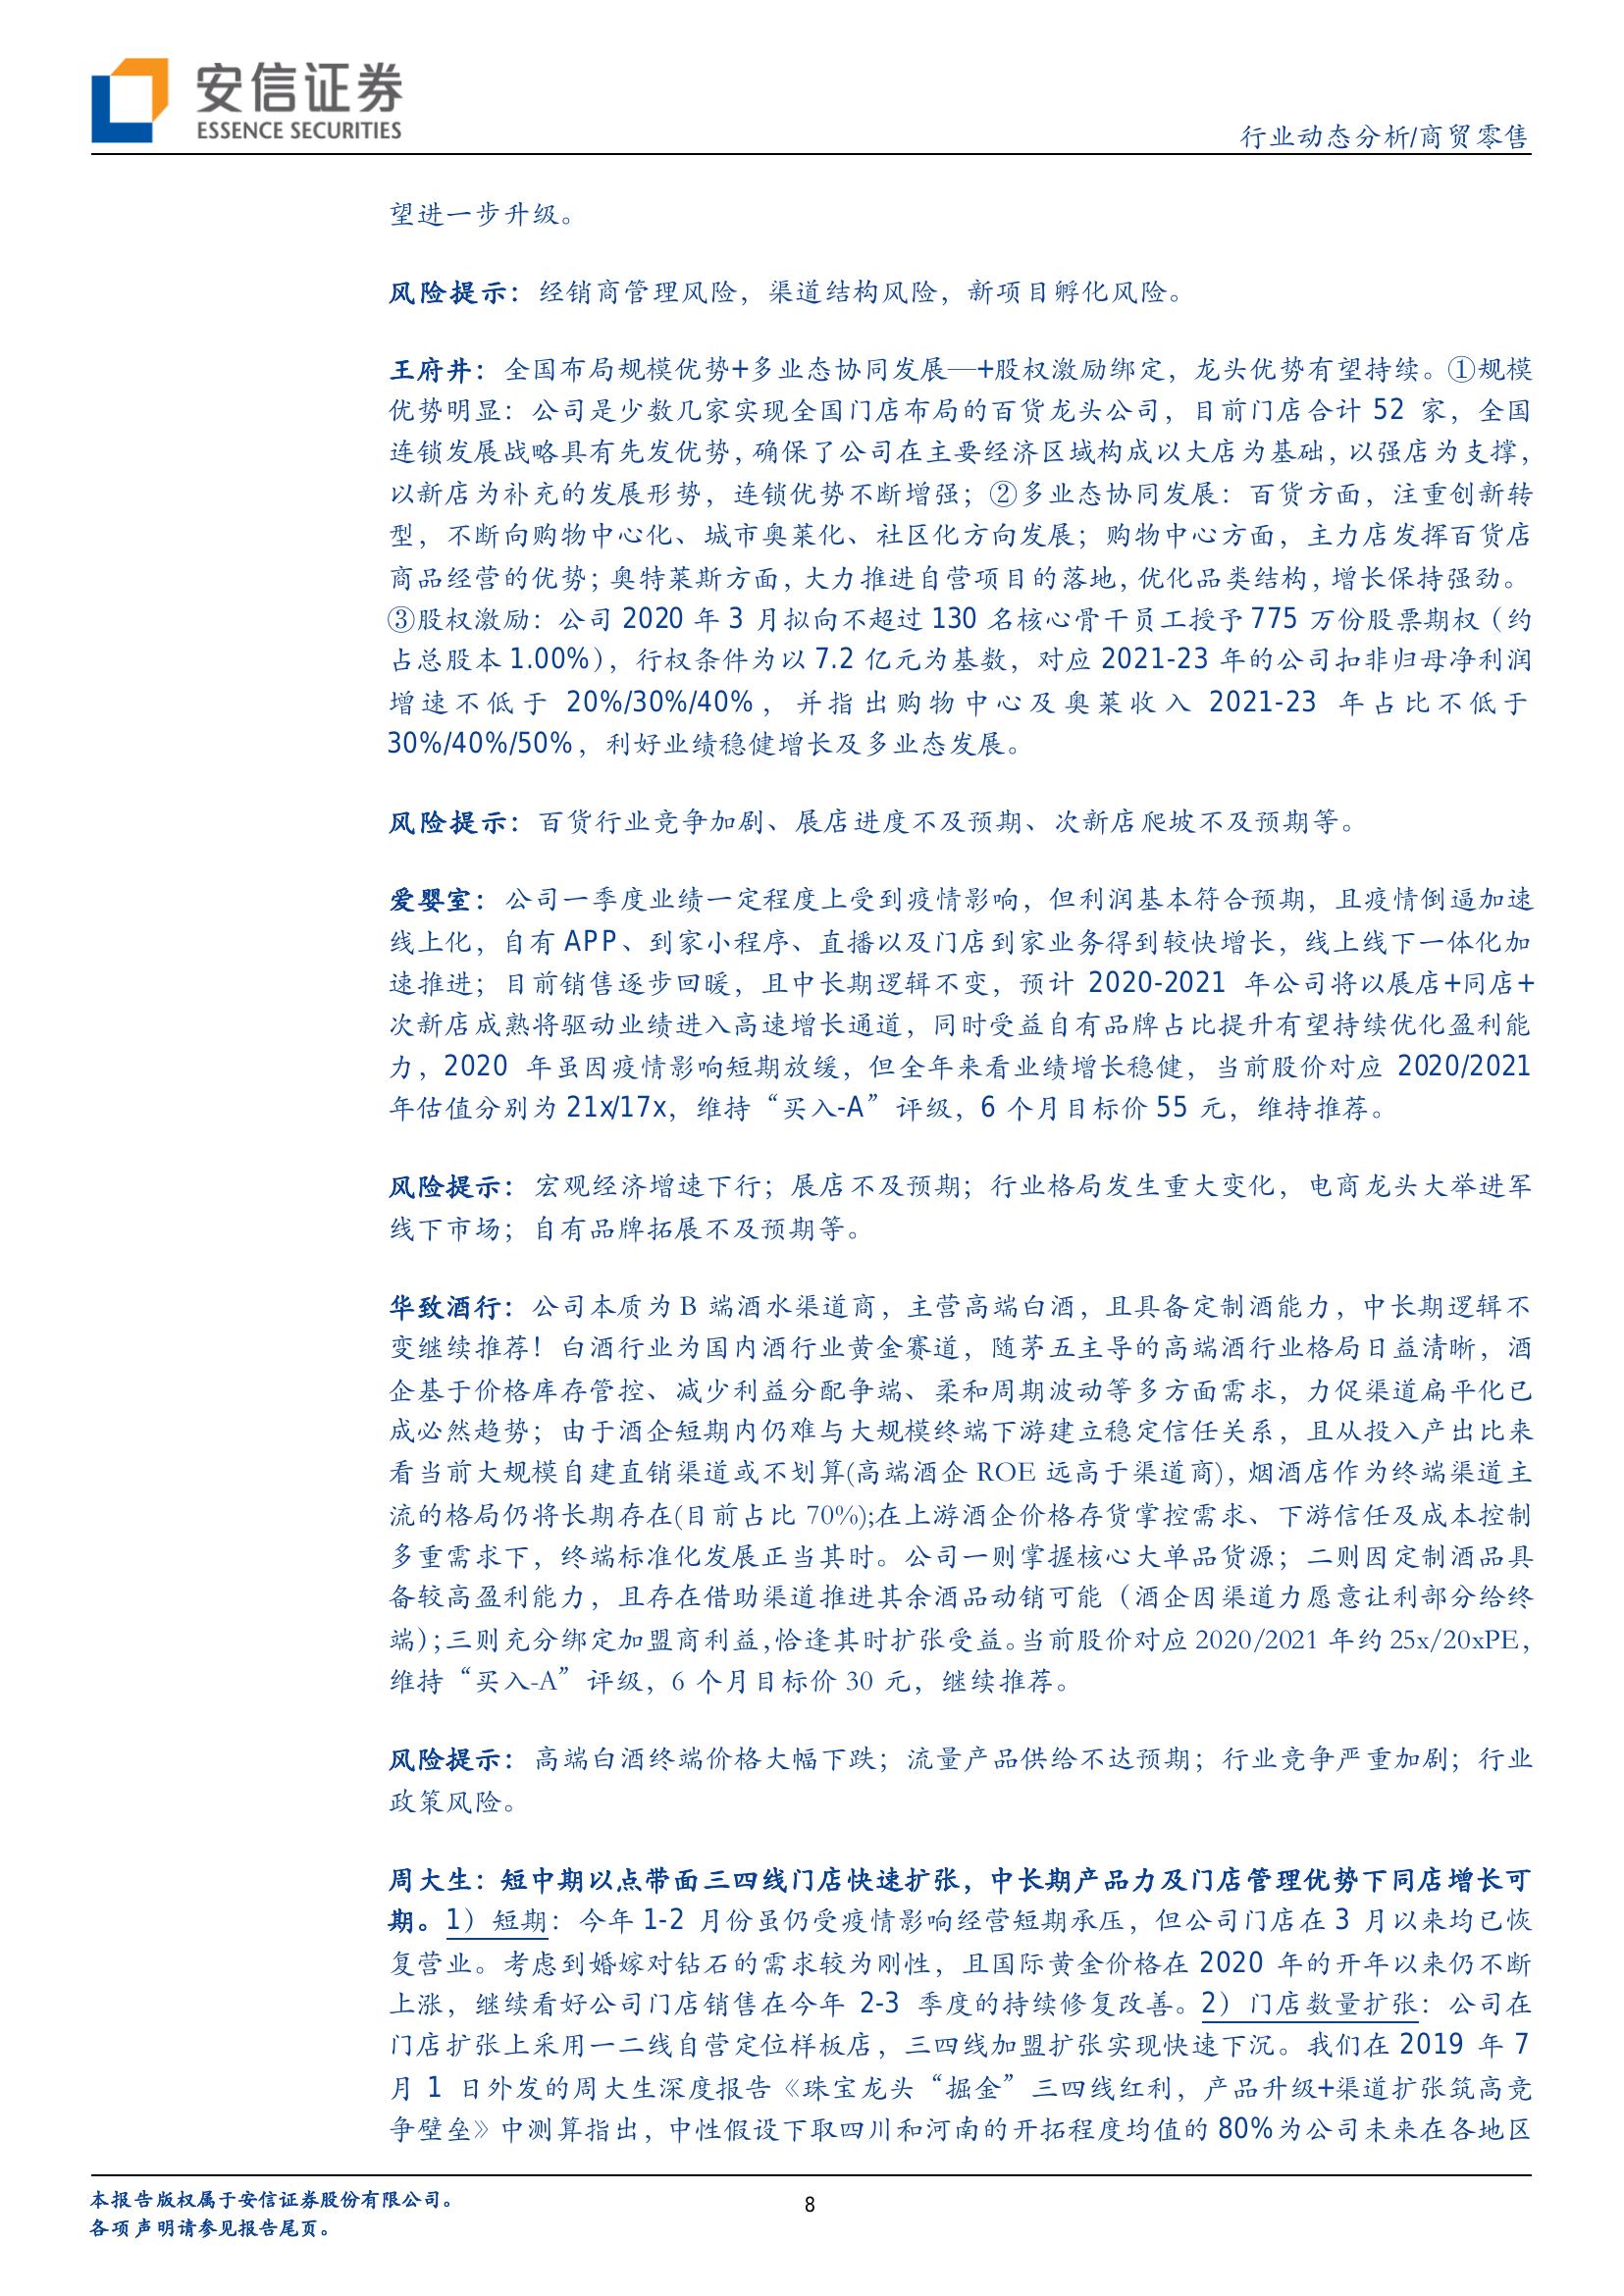 安信证券
ESSENCE SECURITIES
行业动态分析/商贸零售
望进一步升级。
风险提示：经销商管理风险，渠道结构风险，新项目孵化风险。
王府井：全国布局规模优势+多业态协同发展—+股权激励绑定，龙头优势有望持续。①规模
优势明显：公司是少数几家实现全国门店布局的百货龙头公司，目前门店合计 52 家，全国
连锁发展战略具有先发优势，确保了公司在主要经济区域构成以大店为基础，以强店为支撑，
以新店为补充的发展形势，连锁优势不断增强；②多业态协同发展：百货方面，注重创新转
型，不断向购物中心化、城市奥莱化、社区化方向发展；购物中心方面，主力店发挥百货店
商品经营的优势；奥特莱斯方面，大力推进自营项目的落地，优化品类结构，增长保持强劲。
③股权激励：公司 2020 年 3 月拟向不超过 130 名核心骨干员工授予 775 万份股票期权（约
占总股本 1.00%），行权条件为以 7.2 亿元为基数，对应 2021-23 年的公司扣非归母净利润
增速不低于 20%/30%/40%，并指出购物中心及奥莱收入 2021-23 年占比不低于
30%/40%/50%，利好业绩稳健增长及多业态发展。
风险提示：百货行业竞争加剧、展店进度不及预期、次新店爬坡不及预期等。
爱婴室：公司一季度业绩一定程度上受到疫情影响，但利润基本符合预期，且疫情倒逼加速
线上化，自有 APP、到家小程序、直播以及门店到家业务得到较快增长，线上线下一体化加
速推进；目前销售逐步回暖，且中长期逻辑不变，预计 2020-2021 年公司将以展店+同店+
次新店成熟将驱动业绩进入高速增长通道，同时受益自有品牌占比提升有望持续优化盈利能
力，2020 年虽因疫情影响短期放缓，但全年来看业绩增长稳健，当前股价对应 2020/2021
年估值分别为 21x/17x，维持“买入-A”评级，6 个月目标价 55 元，维持推荐。
风险提示：宏观经济增速下行；展店不及预期；行业格局发生重大变化，电商龙头大举进军
线下市场；自有品牌拓展不及预期等。
华致酒行：公司本质为 B 端酒水渠道商，主营高端白酒，且具备定制酒能力，中长期逻辑不
变继续推荐！白酒行业为国内酒行业黄金赛道，随茅五主导的高端酒行业格局日益清晰，酒
企基于价格库存管控、减少利益分配争端、柔和周期波动等多方面需求，力促渠道扁平化已
成必然趋势；由于酒企短期内仍难与大规模终端下游建立稳定信任关系，且从投入产出比来
看当前大规模自建直销渠道或不划算(高端酒企 ROE 远高于渠道商)，烟酒店作为终端渠道主
流的格局仍将长期存在(目前占比 70%);在上游酒企价格存货掌控需求、下游信任及成本控制
多重需求下，终端标准化发展正当其时。公司一则掌握核心大单品货源；二则因定制酒品具
备较高盈利能力，且存在借助渠道推进其余酒品动销可能（酒企因渠道力愿意让利部分给终
端）；三则充分绑定加盟商利益，恰逢其时扩张受益。当前股价对应 2020/2021 年约 25x/20xPE，
维持“买入-A”评级，6 个月目标价 30 元，继续推荐。
风险提示：高端白酒终端价格大幅下跌；流量产品供给不达预期；行业竞争严重加剧；行业
政策风险。
周大生：短中期以点带面三四线门店快速扩张，中长期产品力及门店管理优势下同店增长可
期。1）短期：今年 1-2 月份虽仍受疫情影响经营短期承压，但公司门店在 3 月以来均已恢
复营业。考虑到婚嫁对钻石的需求较为刚性，且国际黄金价格在 2020 年的开年以来仍不断
上涨，继续看好公司门店销售在今年 2-3 季度的持续修复改善。2）门店数量扩张：公司在
门店扩张上采用一二线自营定位样板店，三四线加盟扩张实现快速下沉。我们在 2019 年 7
月 1 日外发的周大生深度报告《珠宝龙头“掘金”三四线红利，产品升级+渠道扩张筑高竞
争壁垒》中测算指出，中性假设下取四川和河南的开拓程度均值的 80%为公司未来在各地区
本报告版权属于安信证券股份有限公司。
各项声明请参见报告尾页。
8